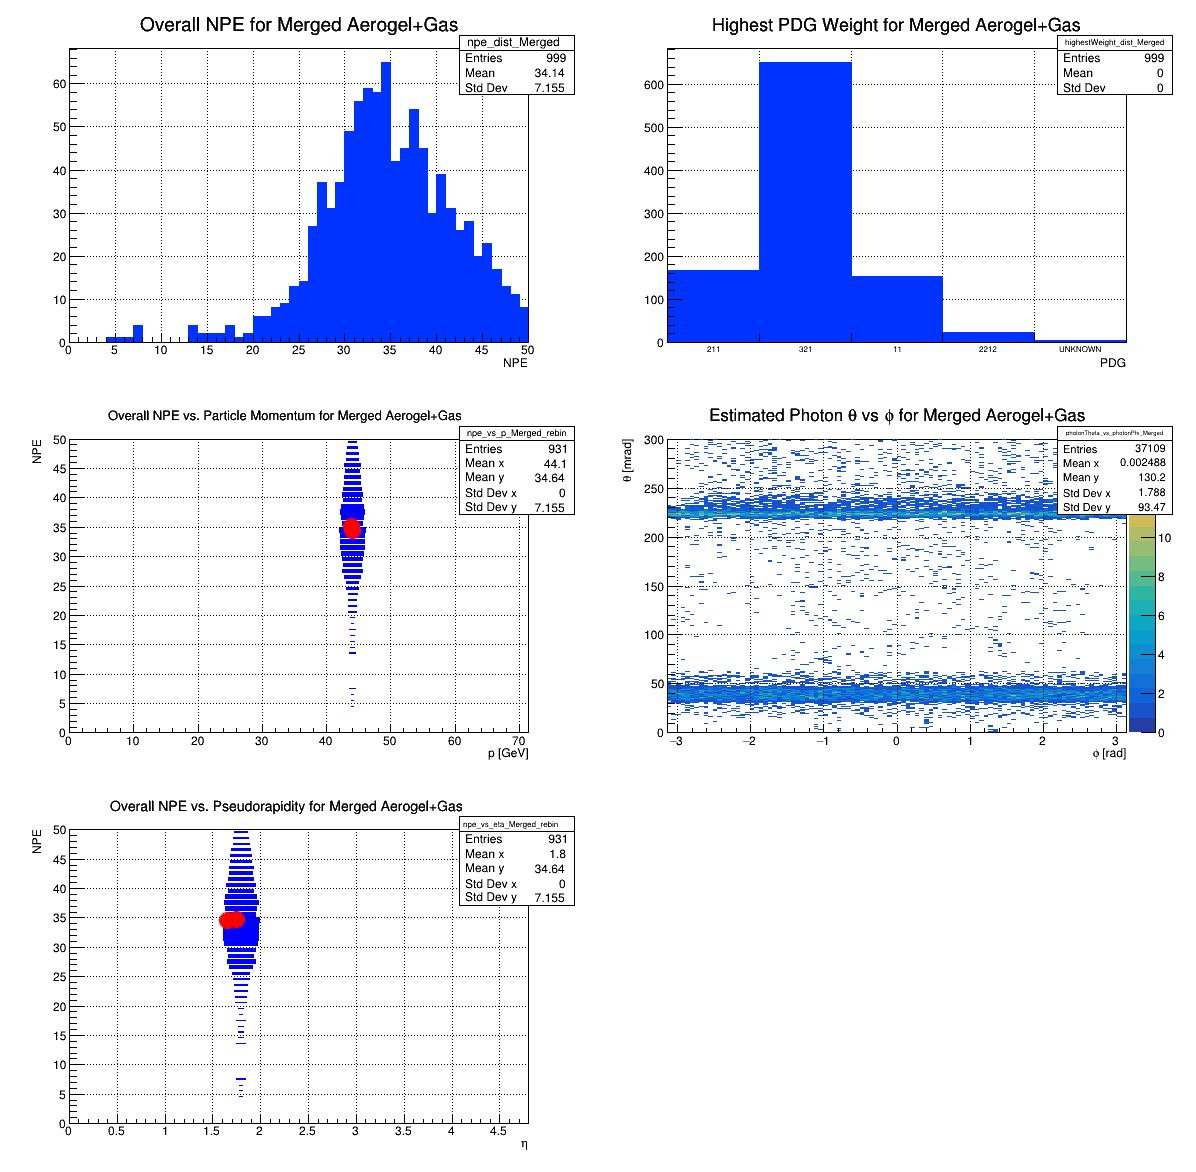 Overall NPE for Merged Aerogel+Gas
npe_dist_Merged
Entries 999
Mean 34.14
Std Dev 7.155
60
50
40
30
20
10
0
0 5 10 15 20 25 30 35 40 45 50
NPE
Highest PDG Weight for Merged Aerogel+Gas
highestWeight_dist_Merged
Entries 999
Mean 0
Std Dev 0
600
500
400
300
200
100
0
211 321 11 2212 UNKNOWN
PDG
Overall NPE vs. Particle Momentum for Merged Aerogel+Gas
npe_vs_p_Merged_rebin
Entries 931
Mean x 44.1
Mean y 34.64
Std Dev x 0
Std Dev y 7.155
NPE
50
45
40
35
30
25
20
15
10
5
0
0 10 20 30 40 50 60 70
p [GeV]
Estimated Photon θ vs ϕ for Merged Aerogel+Gas
photonTheta_vs_photonPhi_Merged
Entries 37109
Mean x 0.002488
Mean y 130.2
Std Dev x 1.788
Std Dev y 93.47
θ [mrad]
300
250
200
150
100
50
0
−3 −2 −1 0 1 2 3
ϕ [rad]
10
8
6
4
2
0
Overall NPE vs. Pseudorapidity for Merged Aerogel+Gas
npe_vs_eta_Merged_rebin
Entries 931
Mean x 1.8
Mean y 34.64
Std Dev x 0
Std Dev y 7.155
NPE
50
45
40
35
30
25
20
15
10
5
0
0 0.5 1 1.5 2 2.5 3 3.5 4 4.5
η